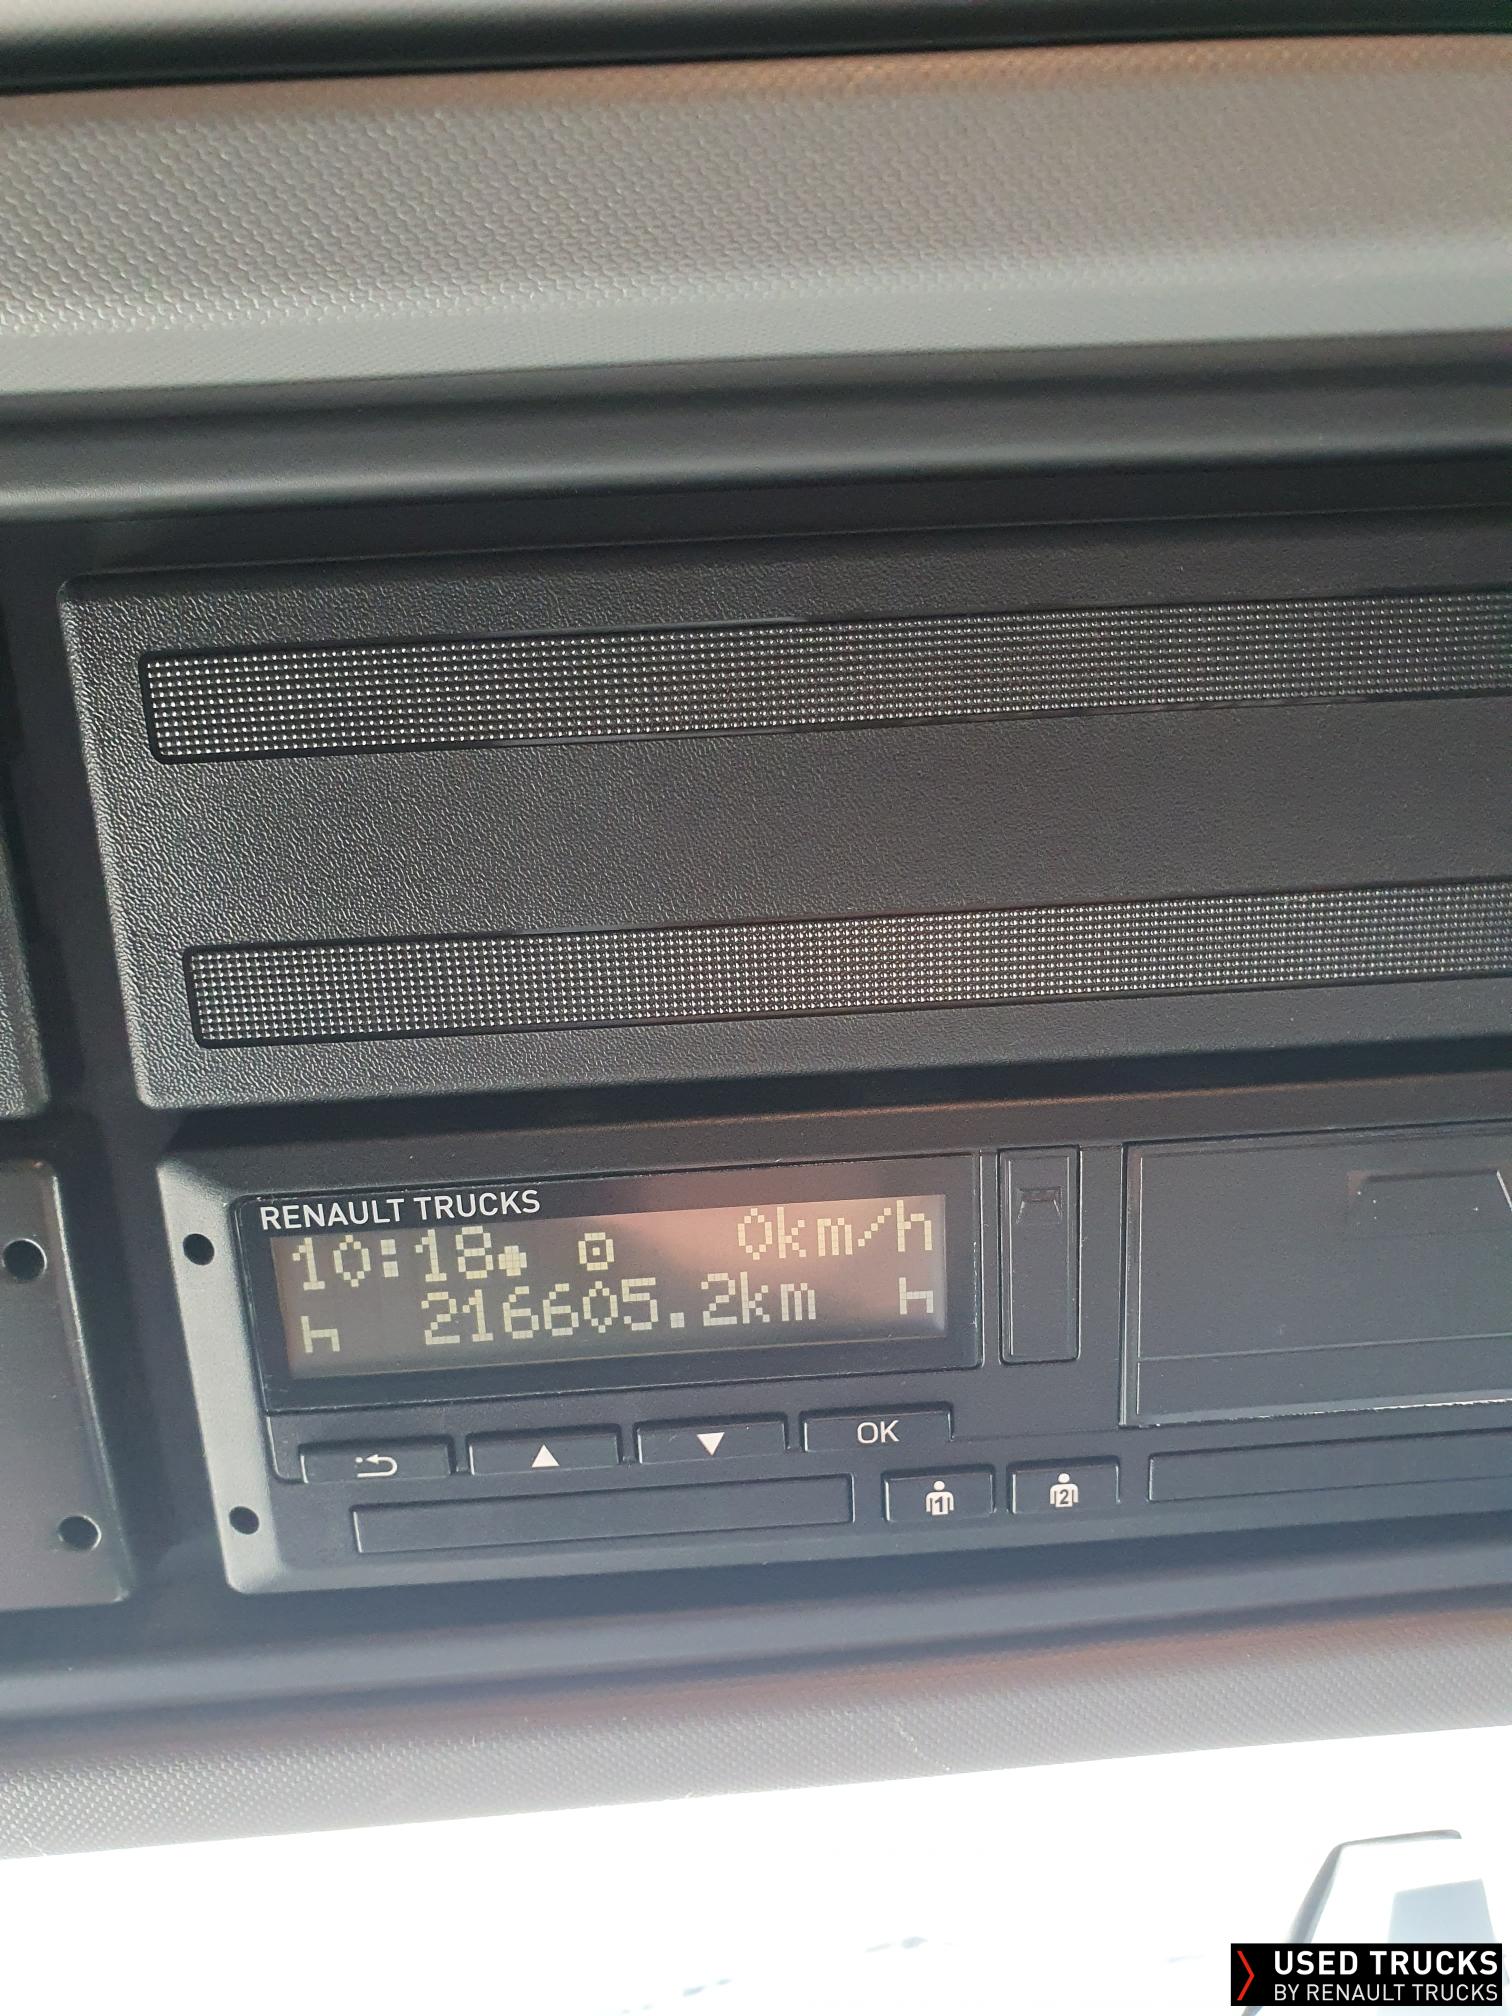 RENAULT TRUCKS
10:18 0km/h
216605.2km
OK
1 2
USED TRUCKS
BY RENAULT TRUCKS